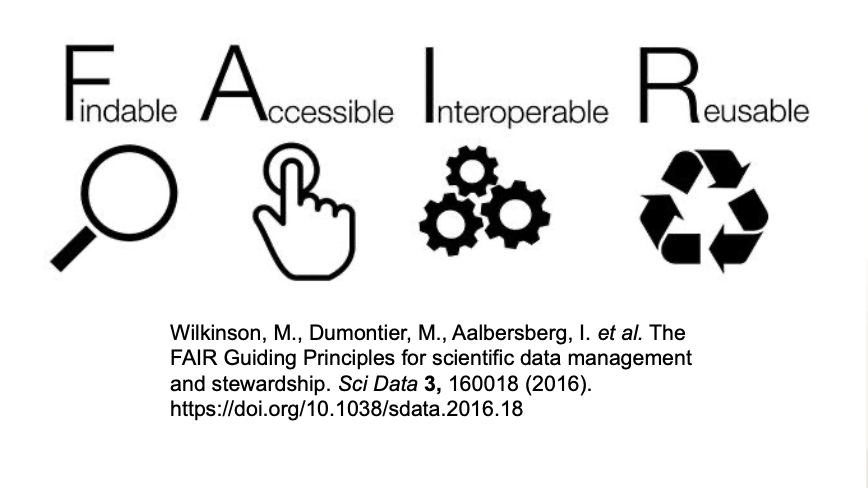 Findable Accessible Interoperable Reusable
Wilkinson, M., Dumontier, M., Aalbersberg, I. et al. The
FAIR Guiding Principles for scientific data management
and stewardship. Sci Data 3, 160018 (2016).
https://doi.org/10.1038/sdata.2016.18